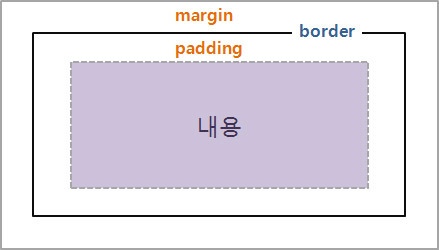 margin
border
padding
내용